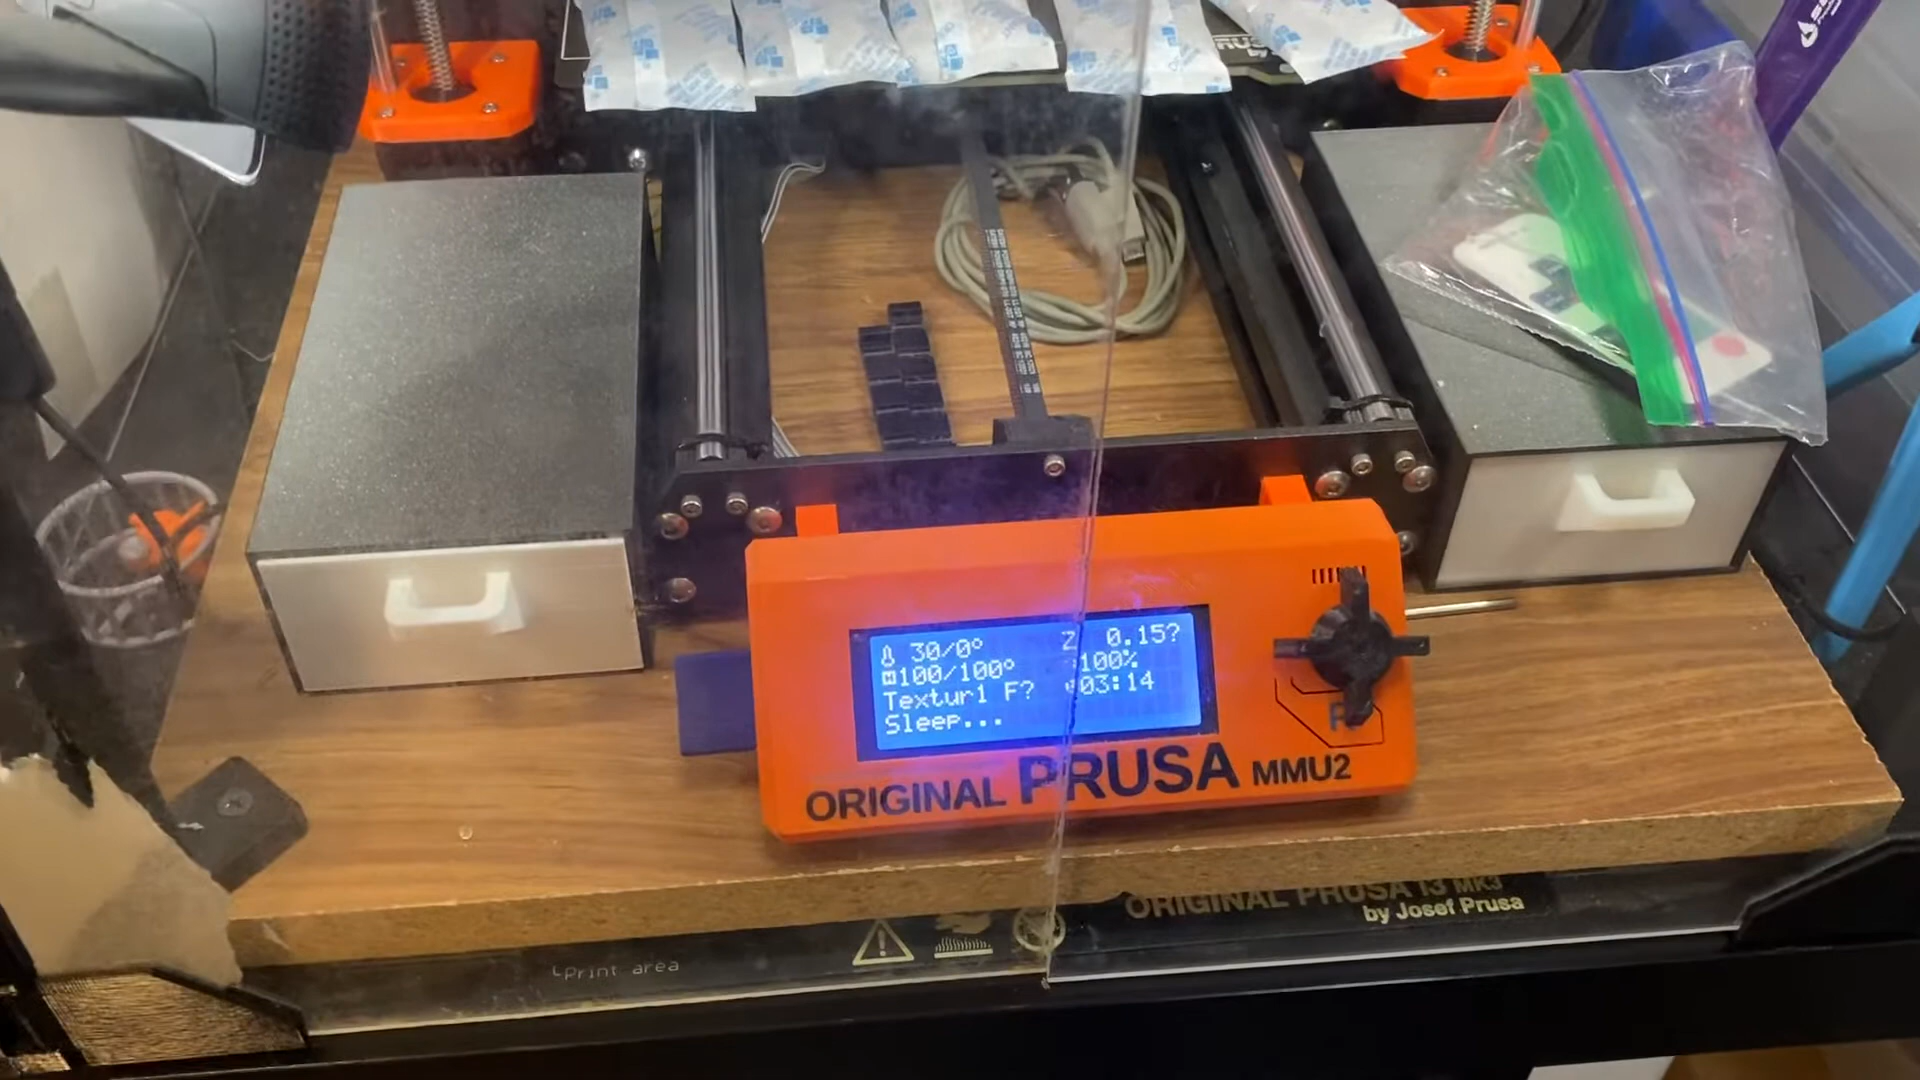 30/0° Z 0.15?
100/100° 100%
Textur1 F? 03:14
Sleep...
ORIGINAL PRUSA MMU2
ORIGINAL PRUSA i3 MK3
by Josef Prusa
Print area